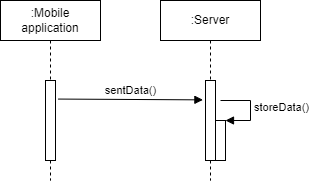 :Mobile
application
:Server
sentData()
storeData()